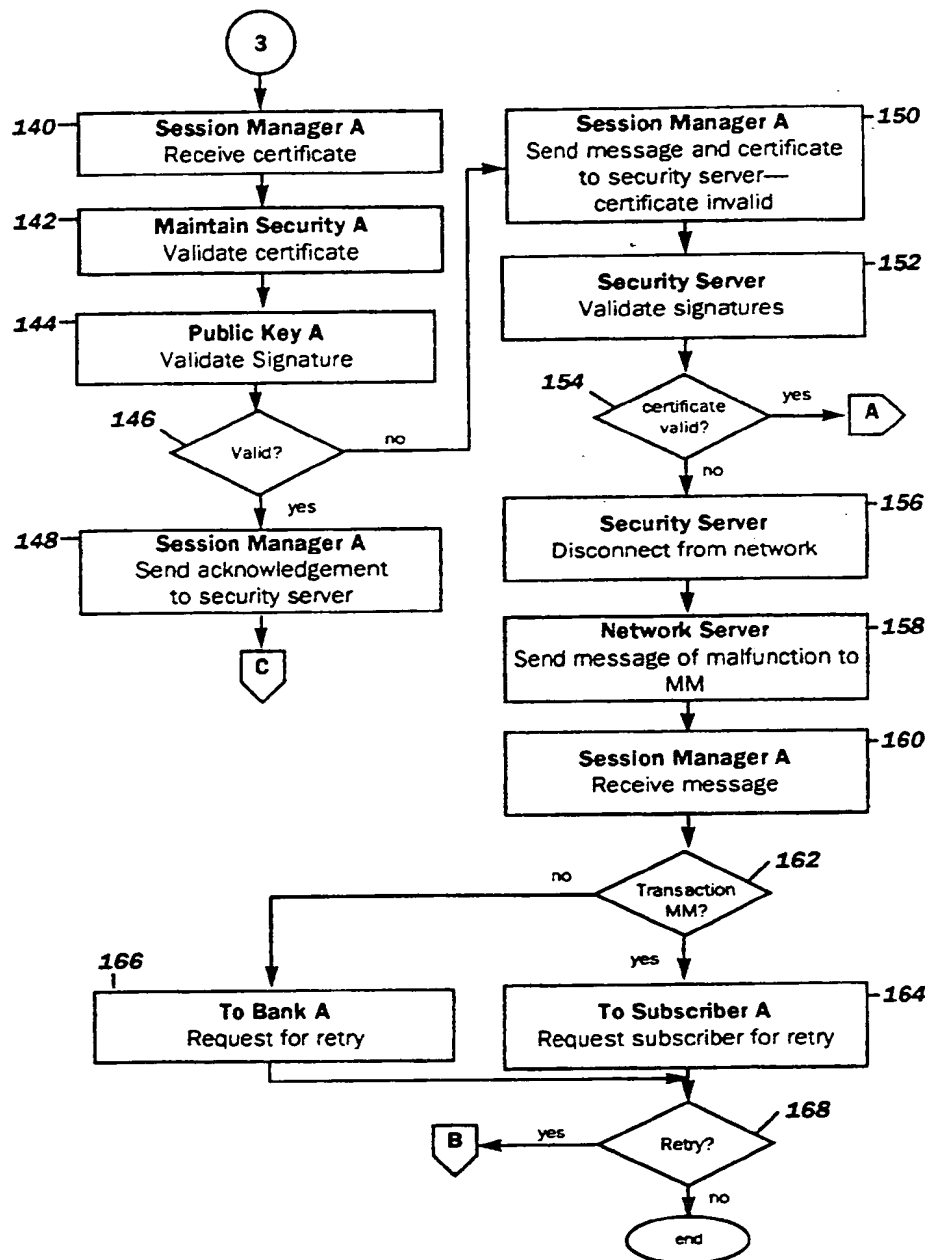 3
140
Session Manager A
Receive certificate
142
Maintain Security A
Validate certificate
144
Public Key A
Validate Signature
146
Valid?
no
yes
148
Session Manager A
Send acknowledgement
to security server
C
150
Session Manager A
Send message and certificate
to security server—
certificate invalid
152
Security Server
Validate signatures
154
certificate
valid?
yes
A
no
156
Security Server
Disconnect from network
158
Network Server
Send message of malfunction to
MM
160
Session Manager A
Receive message
162
Transaction
MM?
no
yes
166
To Bank A
Request for retry
164
To Subscriber A
Request subscriber for retry
168
Retry?
yes
B
no
end